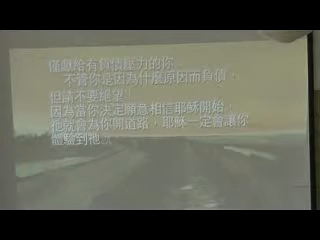 僅獻給有負債壓力的你
不管你是因為什麼原因而負債，
但請不要絕望！
因為當你決定願意相信耶穌開始，
祂就會為你開道路，耶穌一定會讓你
體驗到祂…